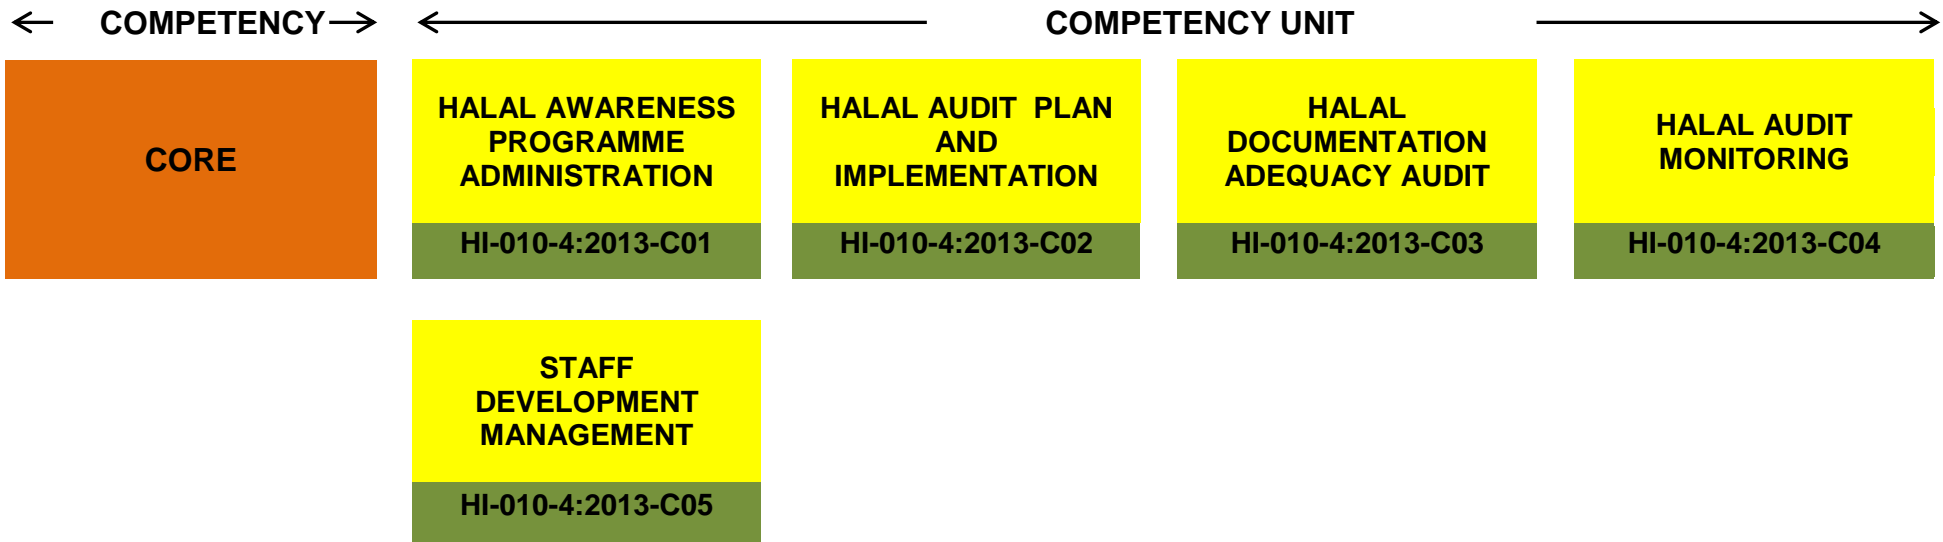 COMPETENCY
COMPETENCY UNIT
CORE
HALAL AWARENESS
PROGRAMME
ADMINISTRATION
HI-010-4:2013-C01
HALAL AUDIT PLAN
AND
IMPLEMENTATION
HI-010-4:2013-C02
HALAL
DOCUMENTATION
ADEQUACY AUDIT
HI-010-4:2013-C03
HALAL AUDIT
MONITORING
HI-010-4:2013-C04
STAFF
DEVELOPMENT
MANAGEMENT
HI-010-4:2013-C05